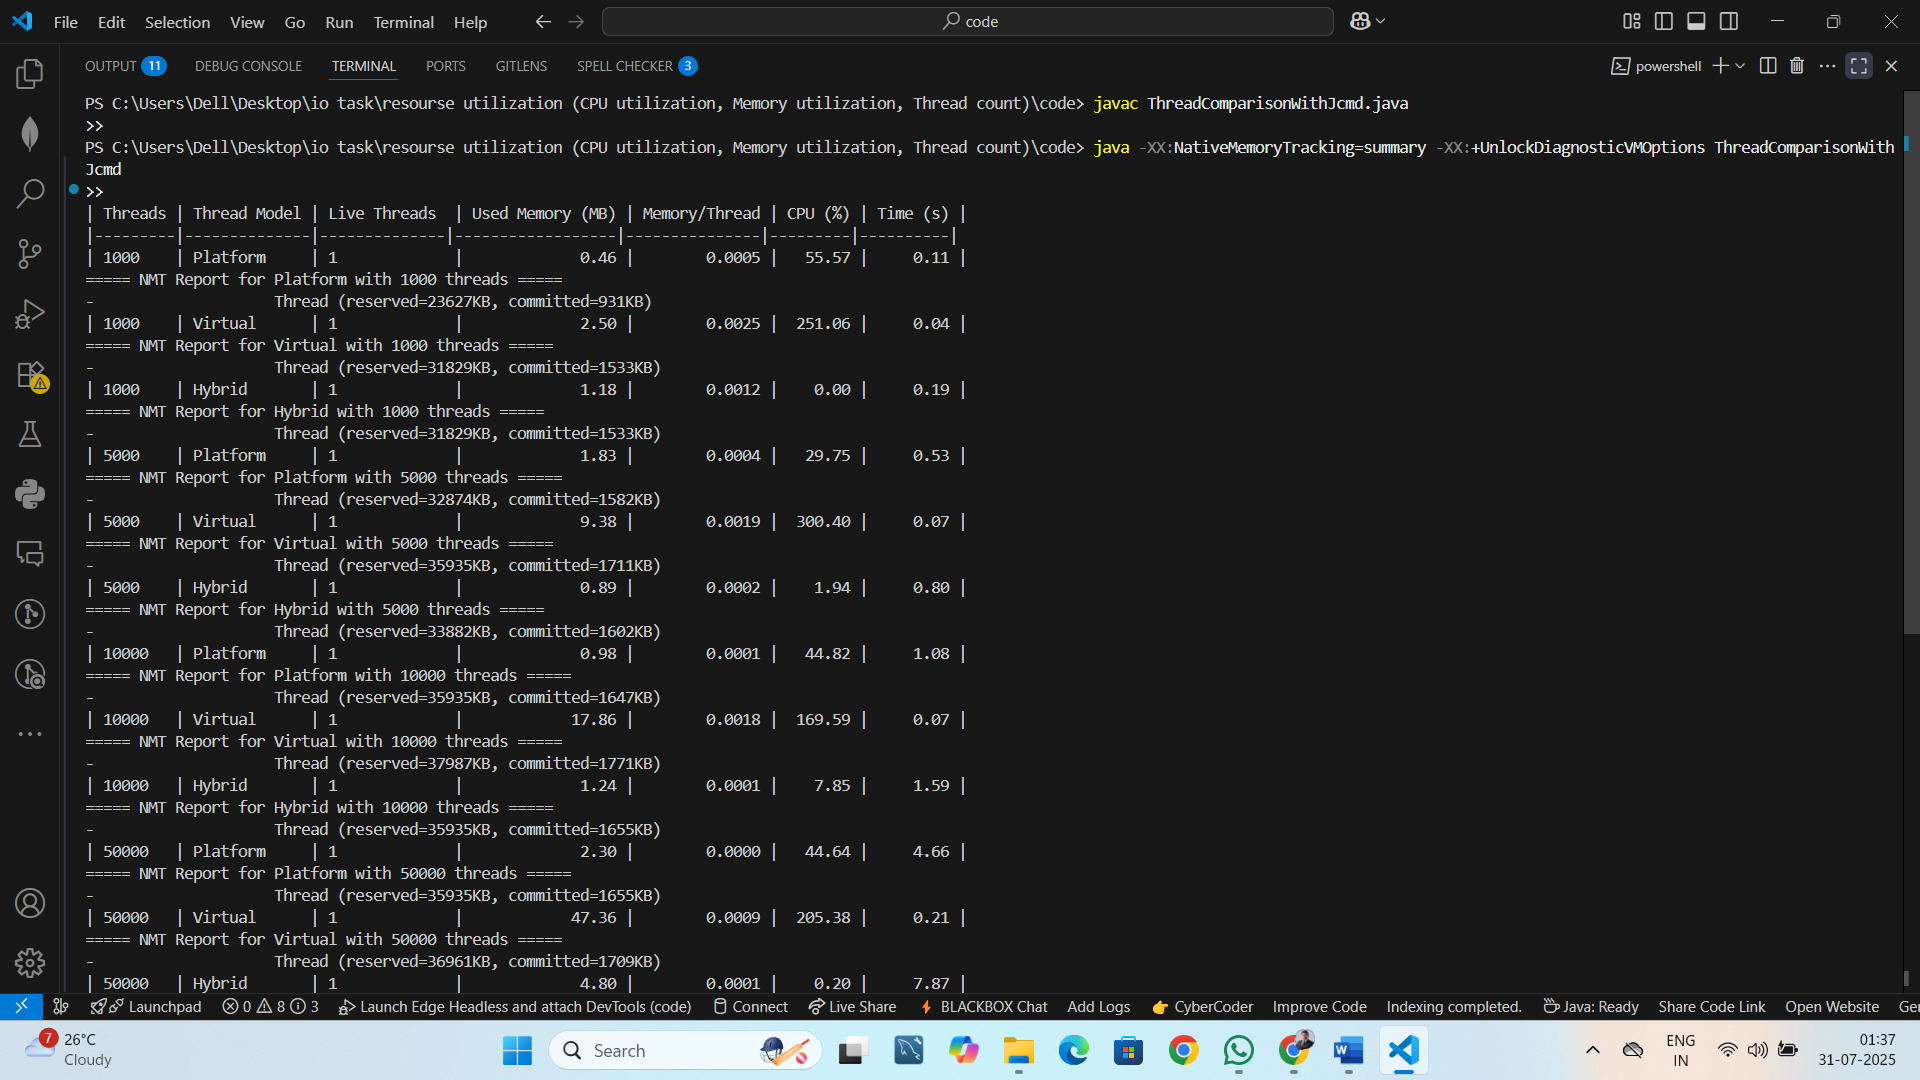 File Edit Selection View Go Run Terminal Help
code
OUTPUT 11 DEBUG CONSOLE TERMINAL PORTS GITLENS SPELL CHECKER 3
powershell
PS C:\Users\Dell\Desktop\io task\resourse utilization (CPU utilization, Memory utilization, Thread count)\code> javac ThreadComparisonWithJcmd.java
>>
PS C:\Users\Dell\Desktop\io task\resourse utilization (CPU utilization, Memory utilization, Thread count)\code> java -XX:NativeMemoryTracking=summary -XX:+UnlockDiagnosticVMOptions ThreadComparisonWith
Jcmd
>>
| Threads | Thread Model | Live Threads  | Used Memory (MB) | Memory/Thread | CPU (%) | Time (s) |
|---------|--------------|--------------|------------------|---------------|---------|----------|
| 1000    | Platform     | 1             |             0.46 |        0.0005 |   55.57 |     0.11 |
===== NMT Report for Platform with 1000 threads =====
-                    Thread (reserved=23627KB, committed=931KB)
| 1000    | Virtual      | 1             |             2.50 |        0.0025 |  251.06 |     0.04 |
===== NMT Report for Virtual with 1000 threads =====
-                    Thread (reserved=31829KB, committed=1533KB)
| 1000    | Hybrid       | 1             |             1.18 |        0.0012 |    0.00 |     0.19 |
===== NMT Report for Hybrid with 1000 threads =====
-                    Thread (reserved=31829KB, committed=1533KB)
| 5000    | Platform     | 1             |             1.83 |        0.0004 |   29.75 |     0.53 |
===== NMT Report for Platform with 5000 threads =====
-                    Thread (reserved=32874KB, committed=1582KB)
| 5000    | Virtual      | 1             |             9.38 |        0.0019 |  300.40 |     0.07 |
===== NMT Report for Virtual with 5000 threads =====
-                    Thread (reserved=35935KB, committed=1711KB)
| 5000    | Hybrid       | 1             |             0.89 |        0.0002 |    1.94 |     0.80 |
===== NMT Report for Hybrid with 5000 threads =====
-                    Thread (reserved=33882KB, committed=1602KB)
| 10000   | Platform     | 1             |             0.98 |        0.0001 |   44.82 |     1.08 |
===== NMT Report for Platform with 10000 threads =====
-                    Thread (reserved=35935KB, committed=1647KB)
| 10000   | Virtual      | 1             |            17.86 |        0.0018 |  169.59 |     0.07 |
===== NMT Report for Virtual with 10000 threads =====
-                    Thread (reserved=37987KB, committed=1771KB)
| 10000   | Hybrid       | 1             |             1.24 |        0.0001 |    7.85 |     1.59 |
===== NMT Report for Hybrid with 10000 threads =====
-                    Thread (reserved=35935KB, committed=1655KB)
| 50000   | Platform     | 1             |             2.30 |        0.0000 |   44.64 |     4.66 |
===== NMT Report for Platform with 50000 threads =====
-                    Thread (reserved=35935KB, committed=1655KB)
| 50000   | Virtual      | 1             |            47.36 |        0.0009 |  205.38 |     0.21 |
===== NMT Report for Virtual with 50000 threads =====
-                    Thread (reserved=36961KB, committed=1709KB)
| 50000   | Hybrid       | 1             |             4.80 |        0.0001 |    0.20 |     7.87 |
Launchpad 0 8 3 Launch Edge Headless and attach DevTools (code) Connect Live Share BLACKBOX Chat Add Logs CyberCoder Improve Code Indexing completed. Java: Ready Share Code Link Open Website Ger
7 26°C
Cloudy
Search
ENG
IN
01:37
31-07-2025